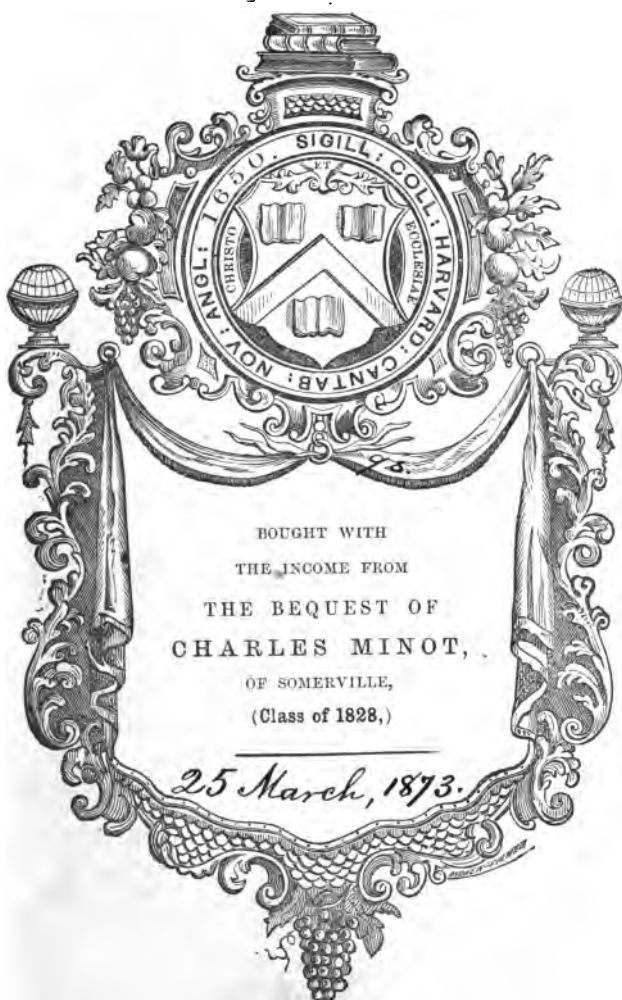 SIGILL: COLL: HARVARD: CANTAB: NOV: ANGL: 1650.
CHRISTO
ET
ECCLESIAE
9s.
BOUGHT WITH
THE INCOME FROM
THE BEQUEST OF
CHARLES MINOT,
OF SOMERVILLE,
(Class of 1828,)
25 March, 1873.